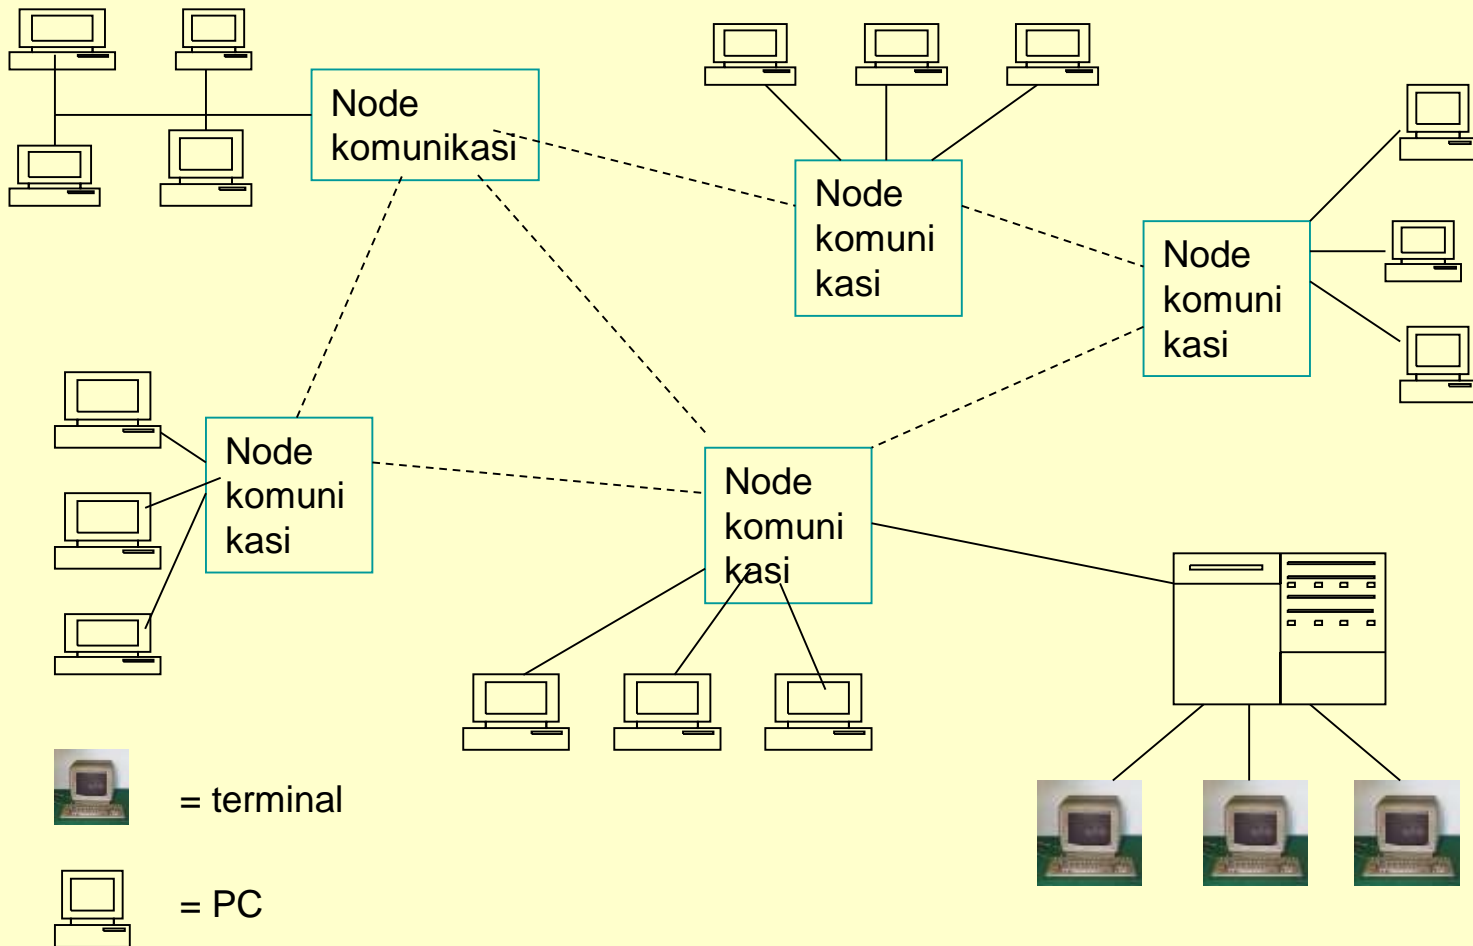 Node
komunikasi
Node
komuni
kasi
Node
komuni
kasi
Node
komuni
kasi
Node
komuni
kasi
= terminal
= PC